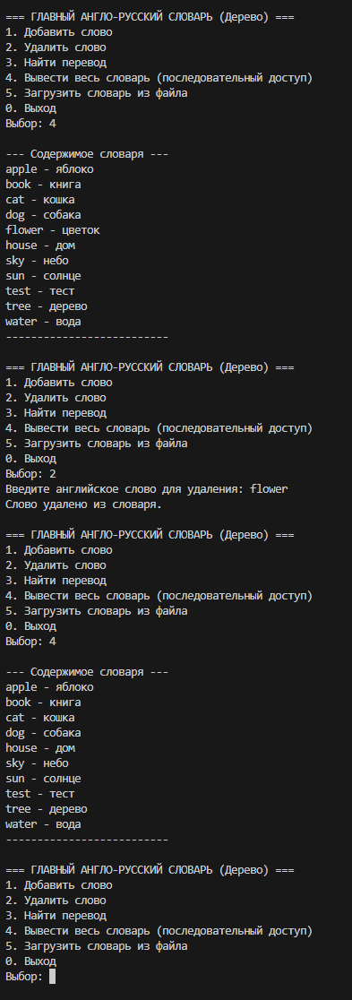 === ГЛАВНЫЙ АНГЛО-РУССКИЙ СЛОВАРЬ (Дерево) ===
1. Добавить слово
2. Удалить слово
3. Найти перевод
4. Вывести весь словарь (последовательный доступ)
5. Загрузить словарь из файла
0. Выход
Выбор: 4

--- Содержимое словаря ---
apple - яблоко
book - книга
cat - кошка
dog - собака
flower - цветок
house - дом
sky - небо
sun - солнце
test - тест
tree - дерево
water - вода
--------------------------

=== ГЛАВНЫЙ АНГЛО-РУССКИЙ СЛОВАРЬ (Дерево) ===
1. Добавить слово
2. Удалить слово
3. Найти перевод
4. Вывести весь словарь (последовательный доступ)
5. Загрузить словарь из файла
0. Выход
Выбор: 2
Введите английское слово для удаления: flower
Слово удалено из словаря.

=== ГЛАВНЫЙ АНГЛО-РУССКИЙ СЛОВАРЬ (Дерево) ===
1. Добавить слово
2. Удалить слово
3. Найти перевод
4. Вывести весь словарь (последовательный доступ)
5. Загрузить словарь из файла
0. Выход
Выбор: 4

--- Содержимое словаря ---
apple - яблоко
book - книга
cat - кошка
dog - собака
house - дом
sky - небо
sun - солнце
test - тест
tree - дерево
water - вода
--------------------------

=== ГЛАВНЫЙ АНГЛО-РУССКИЙ СЛОВАРЬ (Дерево) ===
1. Добавить слово
2. Удалить слово
3. Найти перевод
4. Вывести весь словарь (последовательный доступ)
5. Загрузить словарь из файла
0. Выход
Выбор: